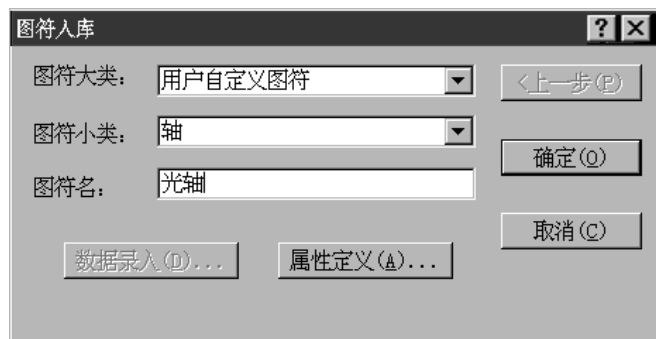 图符入库
图符大类: 用户自定义图符
<上一步(P)
图符小类: 轴
确定(O)
图符名: 光轴
取消(C)
数据录入(D)... 属性定义(A)...